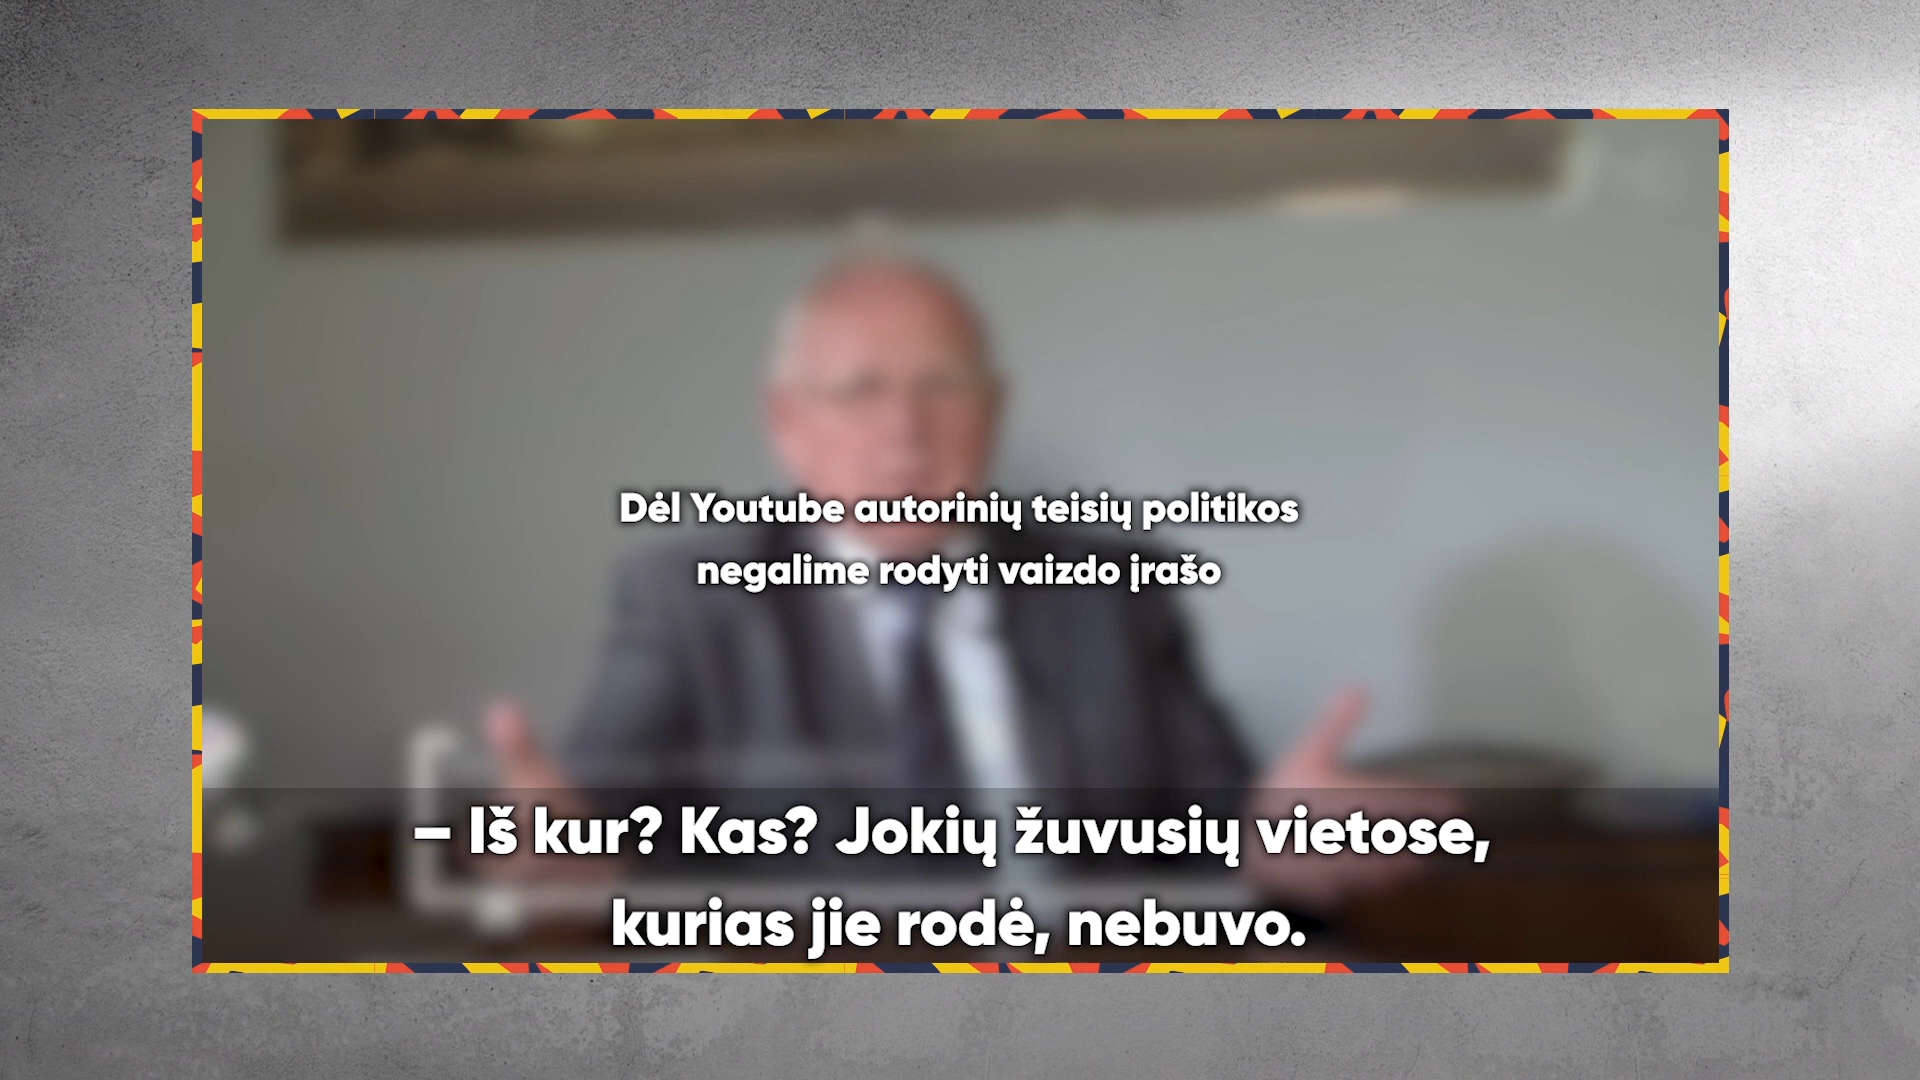 Dėl Youtube autorinių teisių politikos
negalime rodyti vaizdo įrašo
– Iš kur? Kas? Jokių žuvusių vietose,
kurias jie rodė, nebuvo.